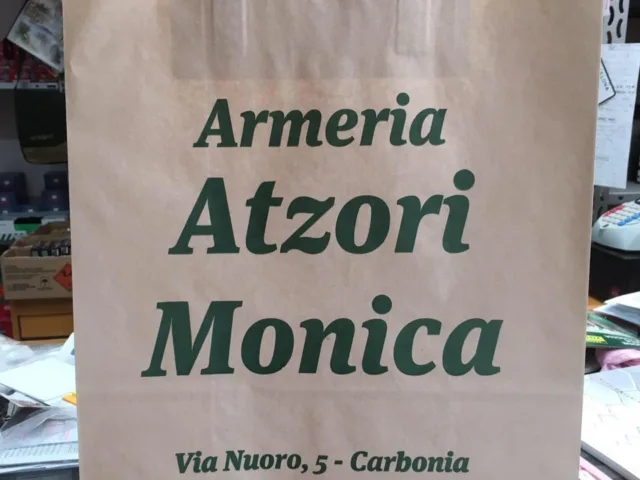 Armeria
Atzori
Monica
Via Nuoro, 5 - Carbonia